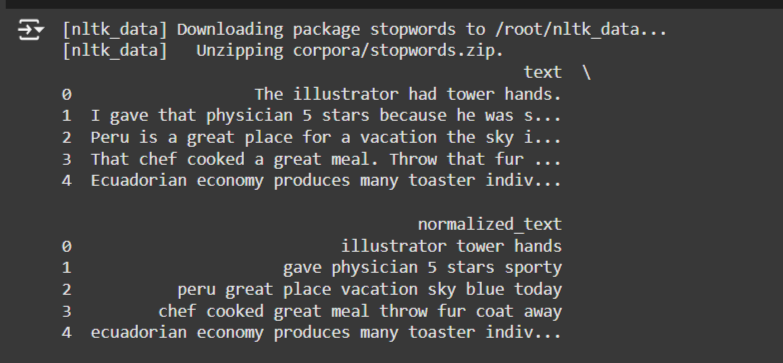 [nltk_data] Downloading package stopwords to /root/nltk_data...
[nltk_data]   Unzipping corpora/stopwords.zip.
text  \
0 The illustrator had tower hands.
1 I gave that physician 5 stars because he was s...
2 Peru is a great place for a vacation the sky i...
3 That chef cooked a great meal. Throw that fur ...
4 Ecuadorian economy produces many toaster indiv...
normalized_text
0 illustrator tower hands
1 gave physician 5 stars sporty
2 peru great place vacation sky blue today
3 chef cooked great meal throw fur coat away
4 ecuadorian economy produces many toaster indiv...